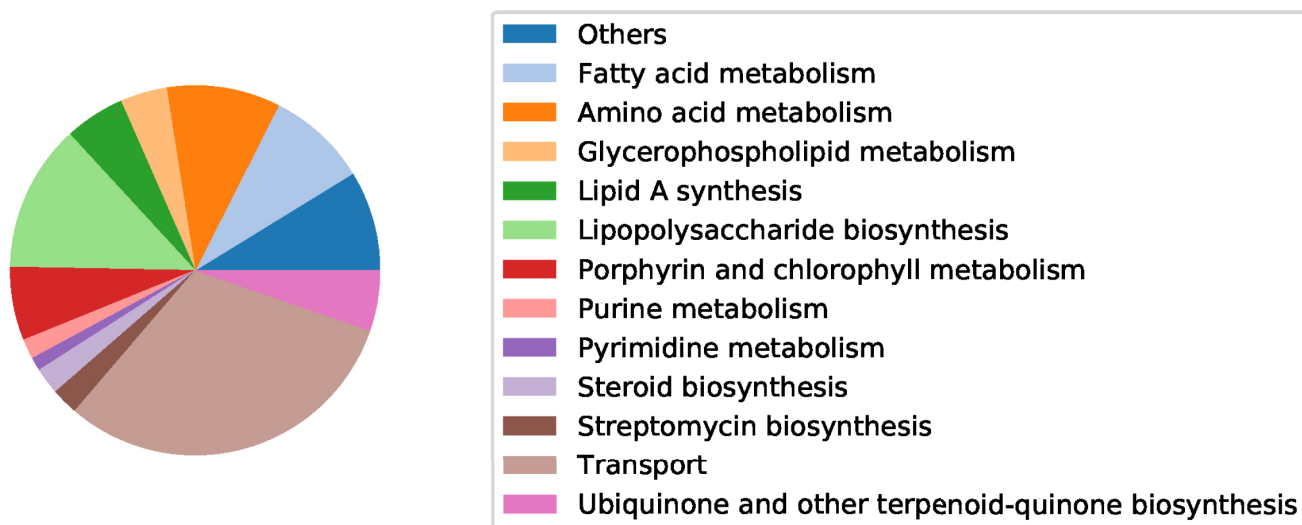 Others
Fatty acid metabolism
Amino acid metabolism
Glycerophospholipid metabolism
Lipid A synthesis
Lipopolysaccharide biosynthesis
Porphyrin and chlorophyll metabolism
Purine metabolism
Pyrimidine metabolism
Steroid biosynthesis
Streptomycin biosynthesis
Transport
Ubiquinone and other terpenoid-quinone biosynthesis